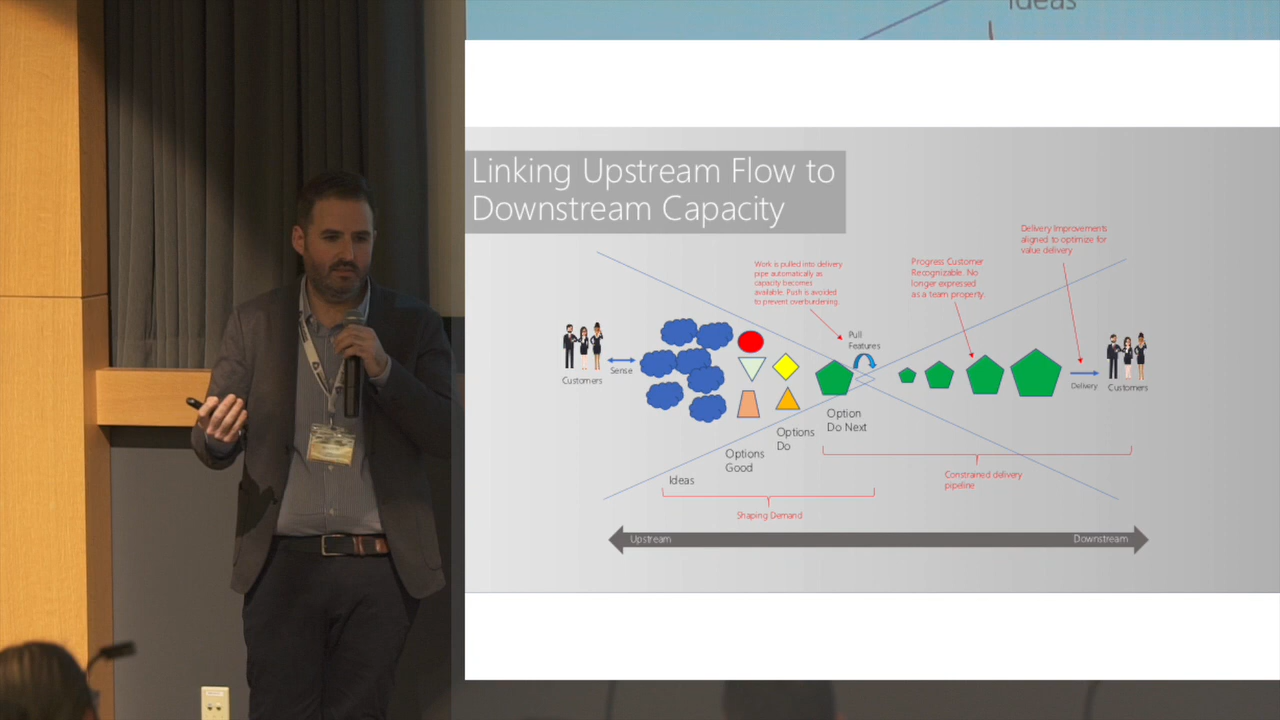 Ideas
Linking Upstream Flow to
Downstream Capacity
Delivery Improvements
aligned to optimize for
value delivery
Work is pulled into delivery
pipe automatically as
capacity becomes
available. Push is avoided
to prevent overburdening.
Progress Customer
Recognizable. No
longer expressed
as a team property.
Pull
Features
Customers
Sense
Delivery
Customers
Option
Do Next
Options
Do
Options
Good
Ideas
Constrained delivery
pipeline
Shaping Demand
Upstream
Downstream